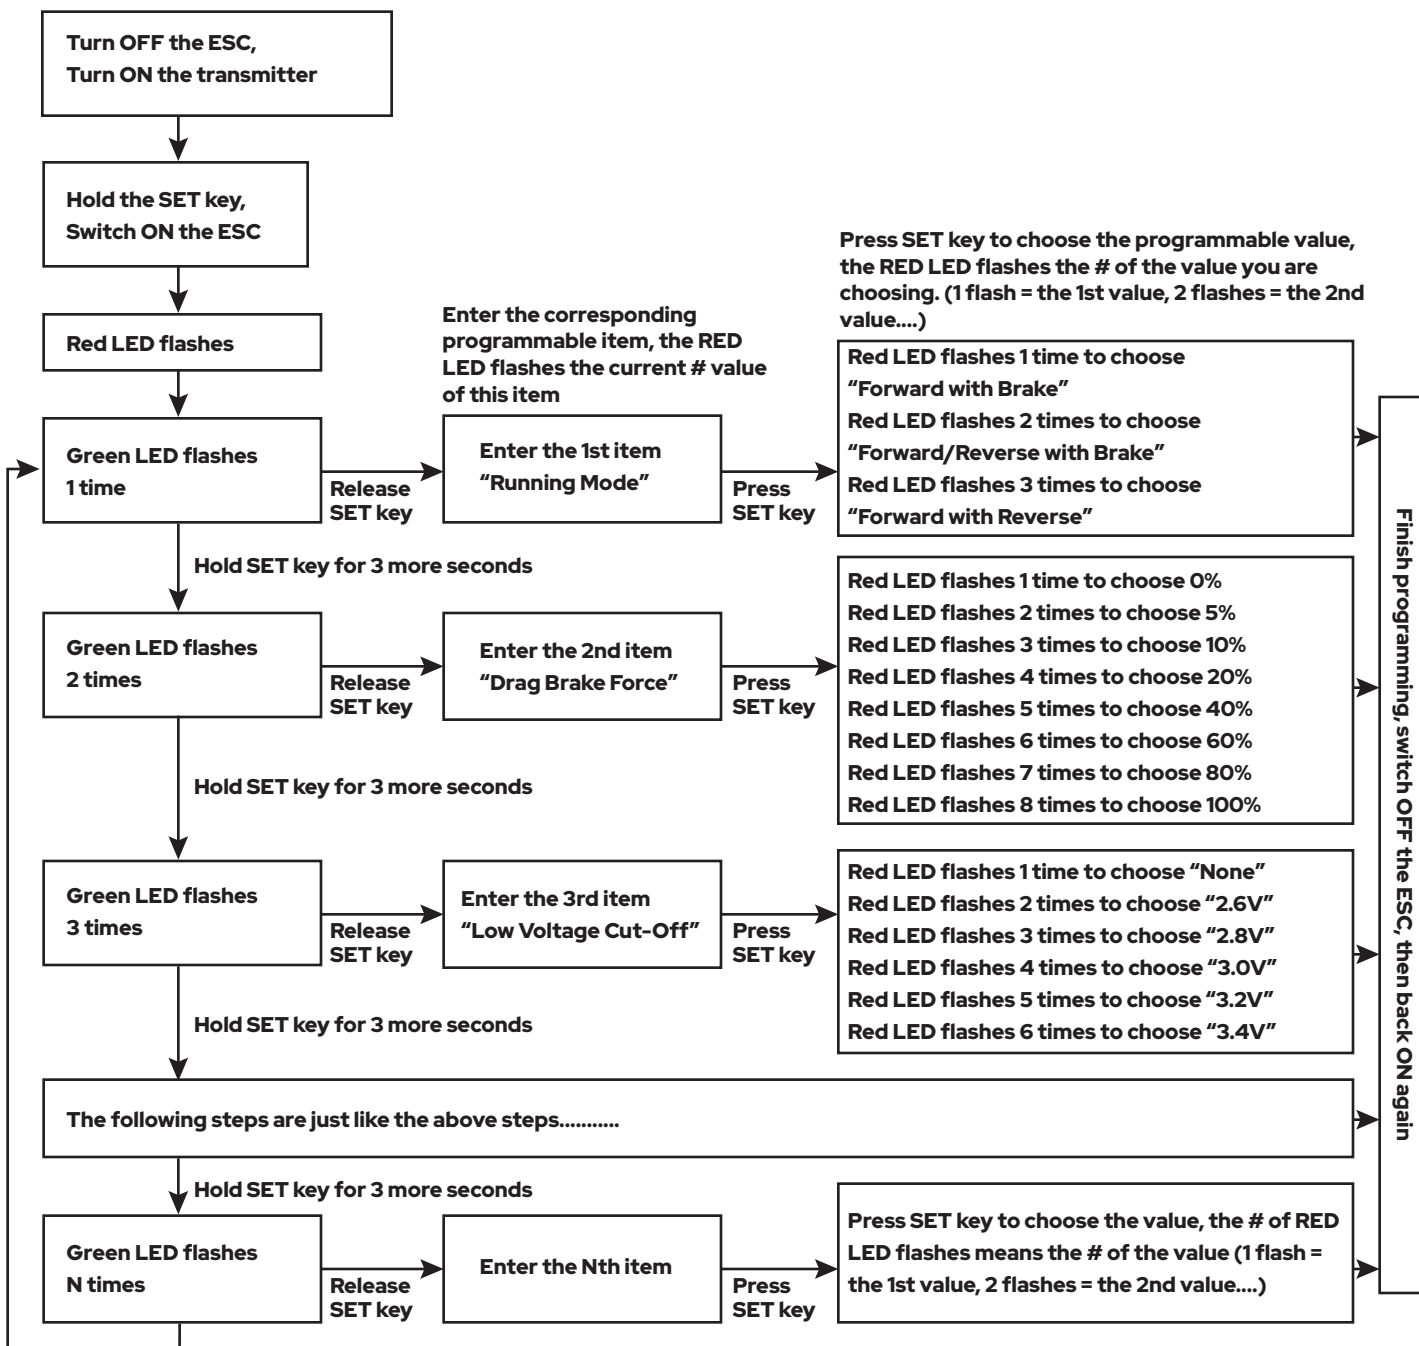 Turn OFF the ESC,
Turn ON the transmitter
Hold the SET key,
Switch ON the ESC
Red LED flashes
Enter the corresponding
programmable item, the RED
LED flashes the current # value
of this item
Press SET key to choose the programmable value,
the RED LED flashes the # of the value you are
choosing. (1 flash = the 1st value, 2 flashes = the 2nd
value....)
Green LED flashes
1 time
Release
SET key
Enter the 1st item
“Running Mode”
Press
SET key
Red LED flashes 1 time to choose
“Forward with Brake”
Red LED flashes 2 times to choose
“Forward/Reverse with Brake”
Red LED flashes 3 times to choose
“Forward with Reverse”
Hold SET key for 3 more seconds
Green LED flashes
2 times
Release
SET key
Enter the 2nd item
“Drag Brake Force”
Press
SET key
Red LED flashes 1 time to choose 0%
Red LED flashes 2 times to choose 5%
Red LED flashes 3 times to choose 10%
Red LED flashes 4 times to choose 20%
Red LED flashes 5 times to choose 40%
Red LED flashes 6 times to choose 60%
Red LED flashes 7 times to choose 80%
Red LED flashes 8 times to choose 100%
Hold SET key for 3 more seconds
Green LED flashes
3 times
Release
SET key
Enter the 3rd item
“Low Voltage Cut-Off”
Press
SET key
Red LED flashes 1 time to choose “None”
Red LED flashes 2 times to choose “2.6V”
Red LED flashes 3 times to choose “2.8V”
Red LED flashes 4 times to choose “3.0V”
Red LED flashes 5 times to choose “3.2V”
Red LED flashes 6 times to choose “3.4V”
Hold SET key for 3 more seconds
The following steps are just like the above steps...........
Hold SET key for 3 more seconds
Green LED flashes
N times
Release
SET key
Enter the Nth item
Press
SET key
Press SET key to choose the value, the # of RED
LED flashes means the # of the value (1 flash =
the 1st value, 2 flashes = the 2nd value....)
Finish programming, switch OFF the ESC, then back ON again